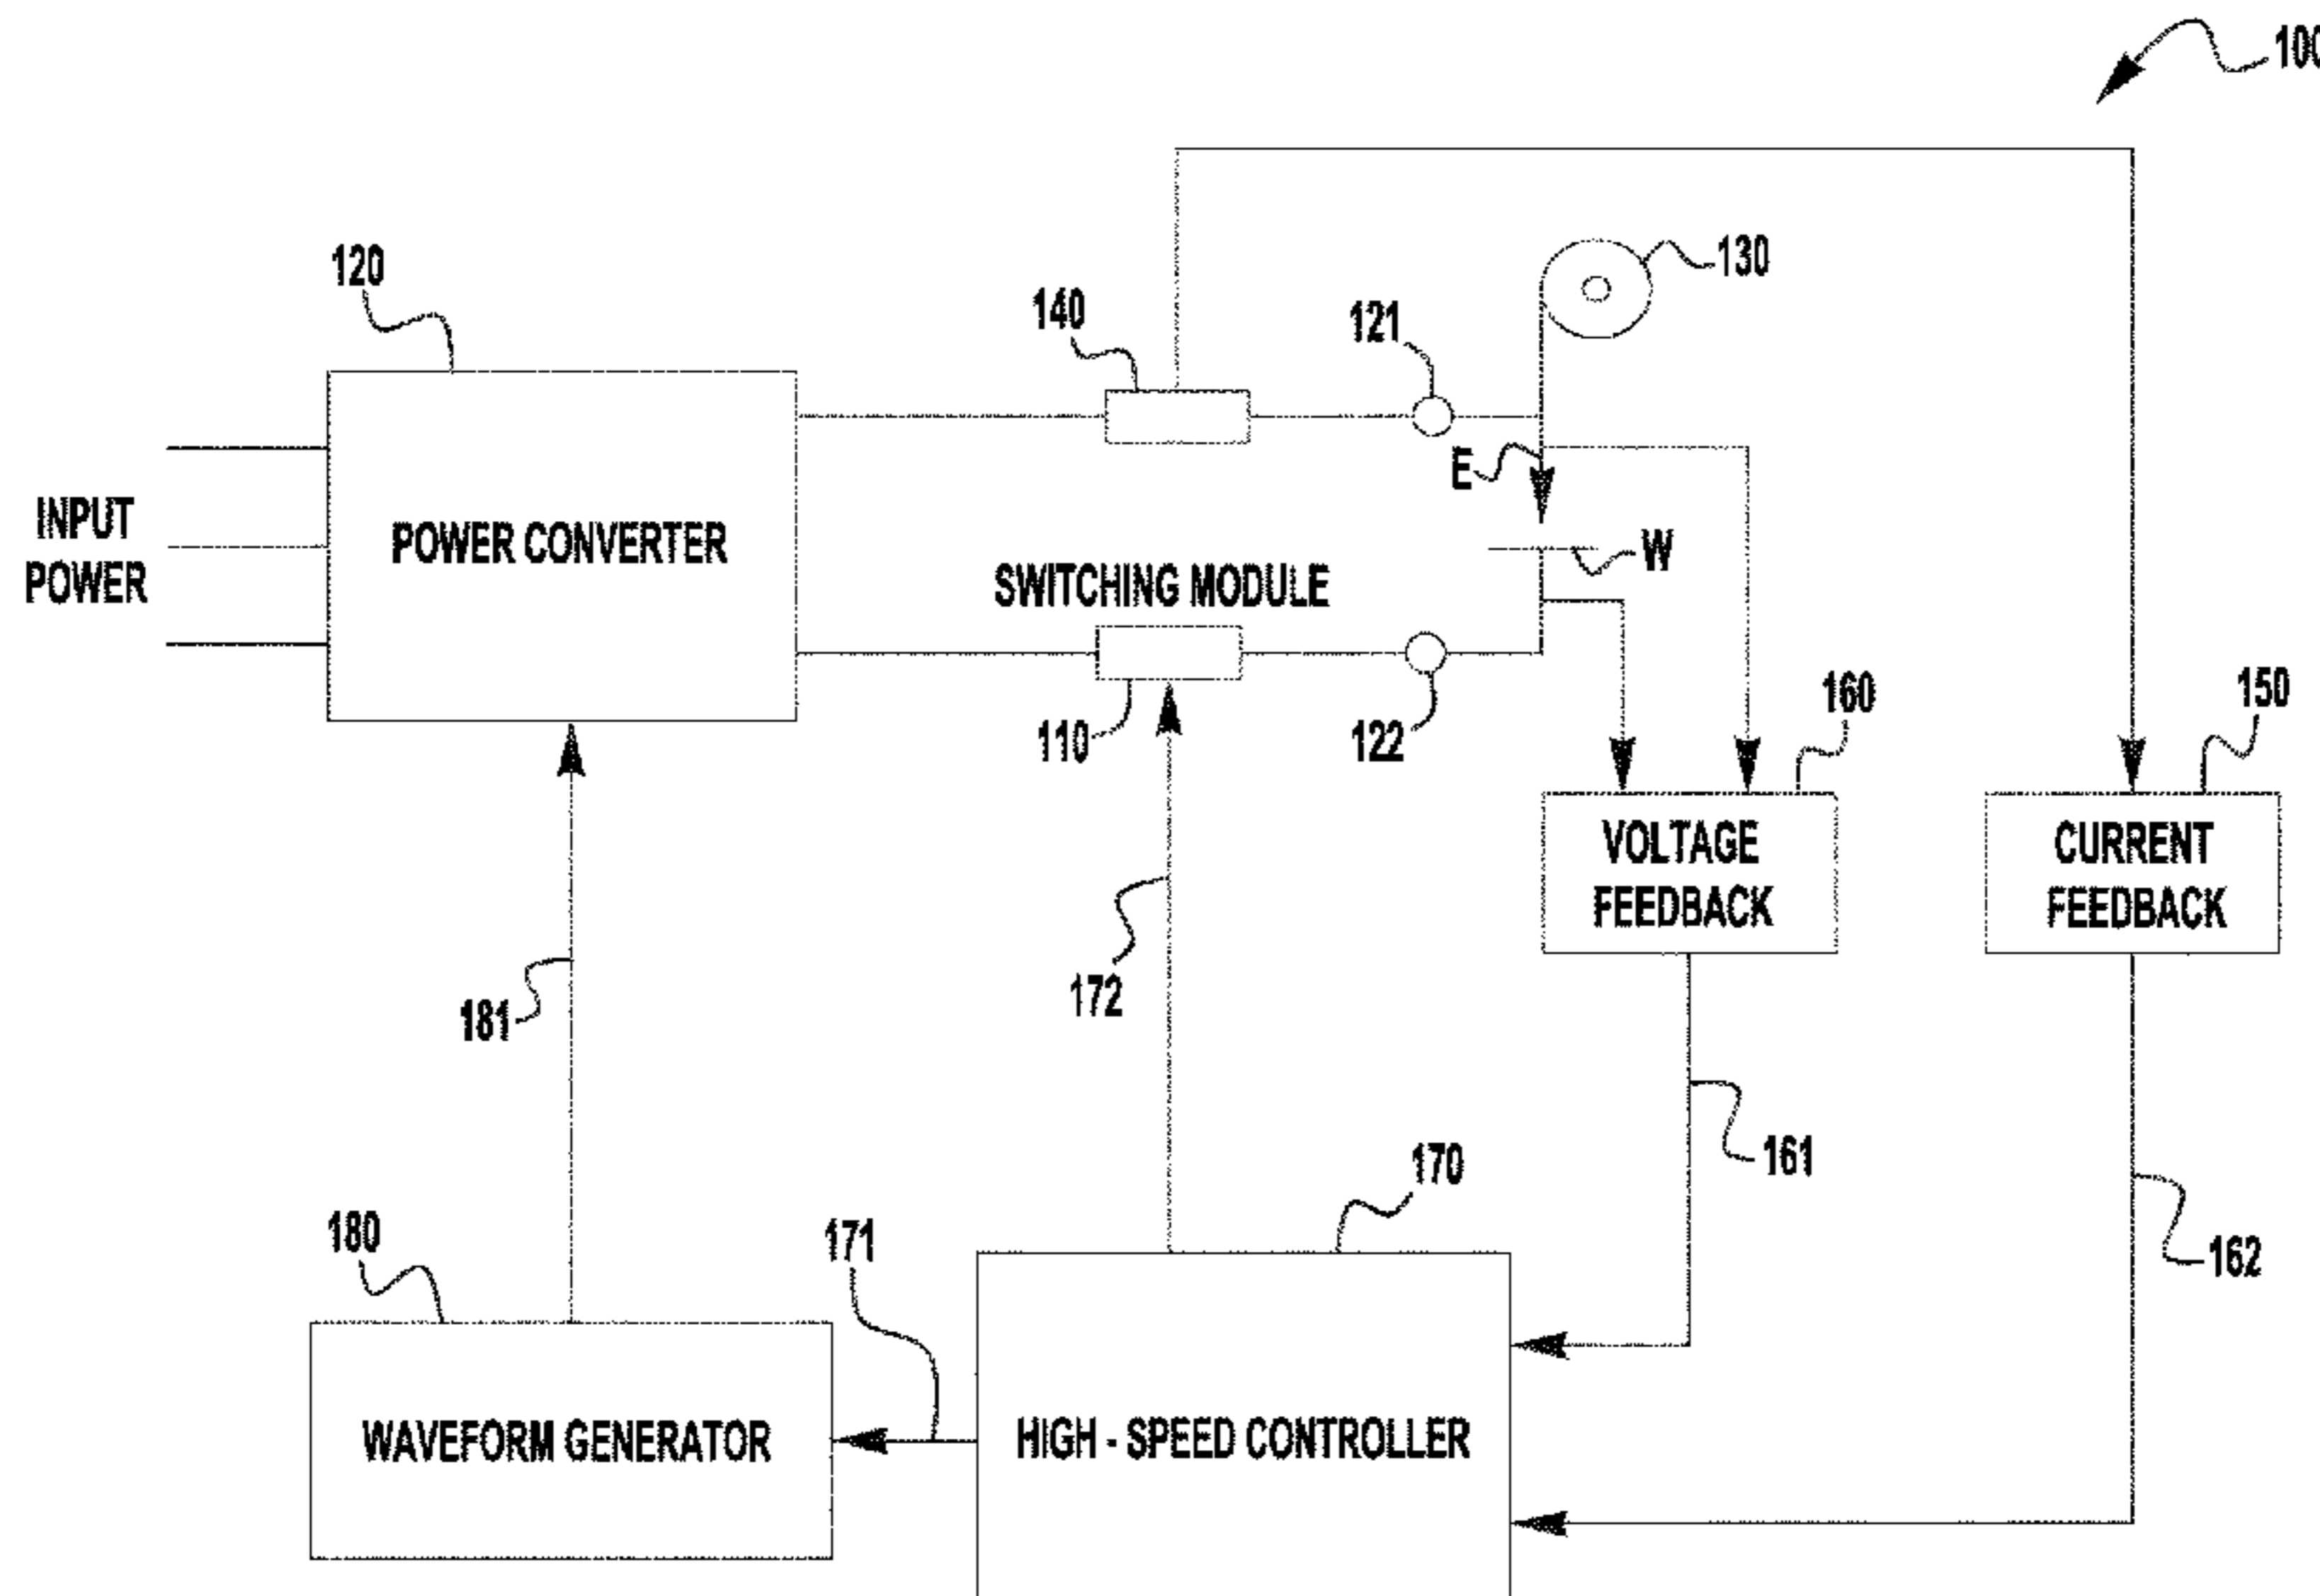 100
120
140
121
130
E
INPUT
POWER
POWER CONVERTER
W
SWITCHING MODULE
110
122
160
150
VOLTAGE
FEEDBACK
CURRENT
FEEDBACK
181
172
161
170
162
180
171
WAVEFORM GENERATOR
HIGH - SPEED CONTROLLER